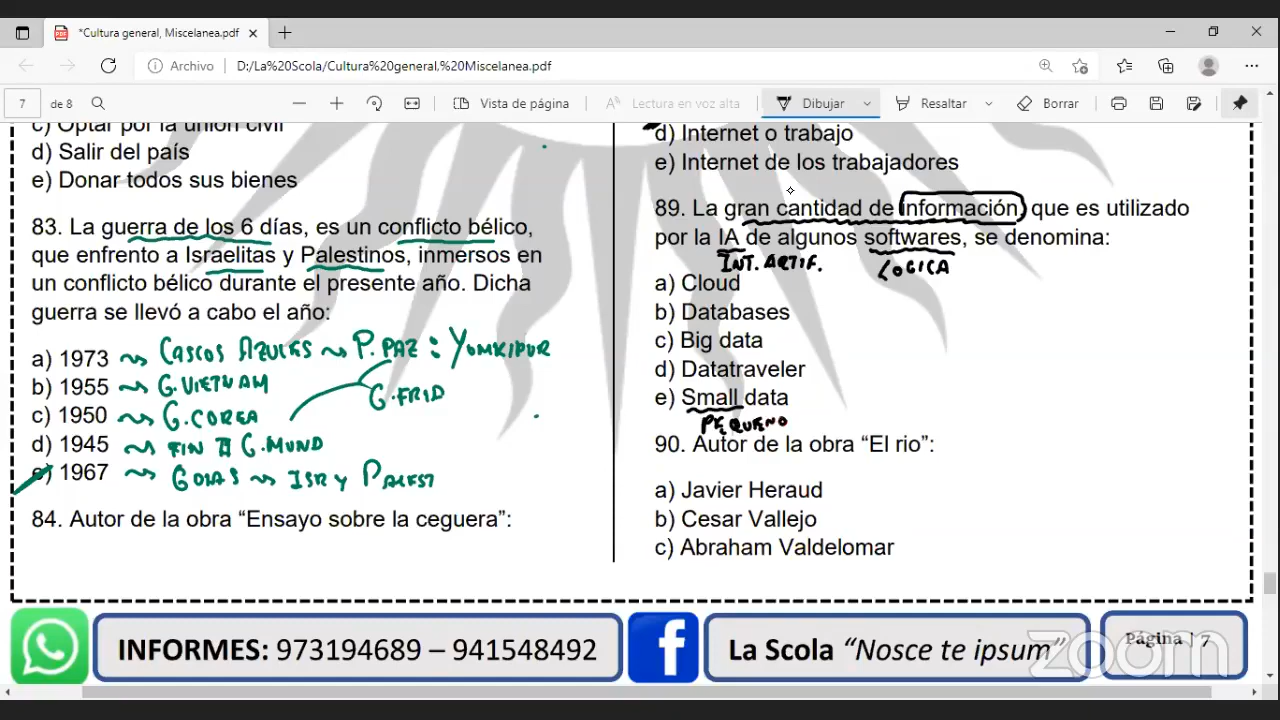 *Cultura general, Miscelanea.pdf
Archivo D:/La%20Scola/Cultura%20general,%20Miscelanea.pdf
7 de 8 Vista de página Lectura en voz alta Dibujar Resaltar Borrar
c) Optar por la unión civil
d) Salir del país
e) Donar todos sus bienes
83. La guerra de los 6 días, es un conflicto bélico,
que enfrento a Israelitas y Palestinos, inmersos en
un conflicto bélico durante el presente año. Dicha
guerra se llevó a cabo el año:
a) 1973 CASCOS AZULES P. PAZ : YOMKIPUR
b) 1955 G. VIETNAM
G. FRID
c) 1950 G. COREA
d) 1945 FIN II G. MUND
e) 1967 6 DIAS ISR Y PALEST
84. Autor de la obra “Ensayo sobre la ceguera”:
d) Internet o trabajo
e) Internet de los trabajadores
89. La gran cantidad de información, que es utilizado
por la IA de algunos softwares, se denomina:
INT. ARTIF. LOGICA
a) Cloud
b) Databases
c) Big data
d) Datatraveler
e) Small data
PEQUENO
90. Autor de la obra “El rio”:
a) Javier Heraud
b) Cesar Vallejo
c) Abraham Valdelomar
INFORMES: 973194689 – 941548492
La Scola “Nosce te ipsum”
Página | 7
zoom